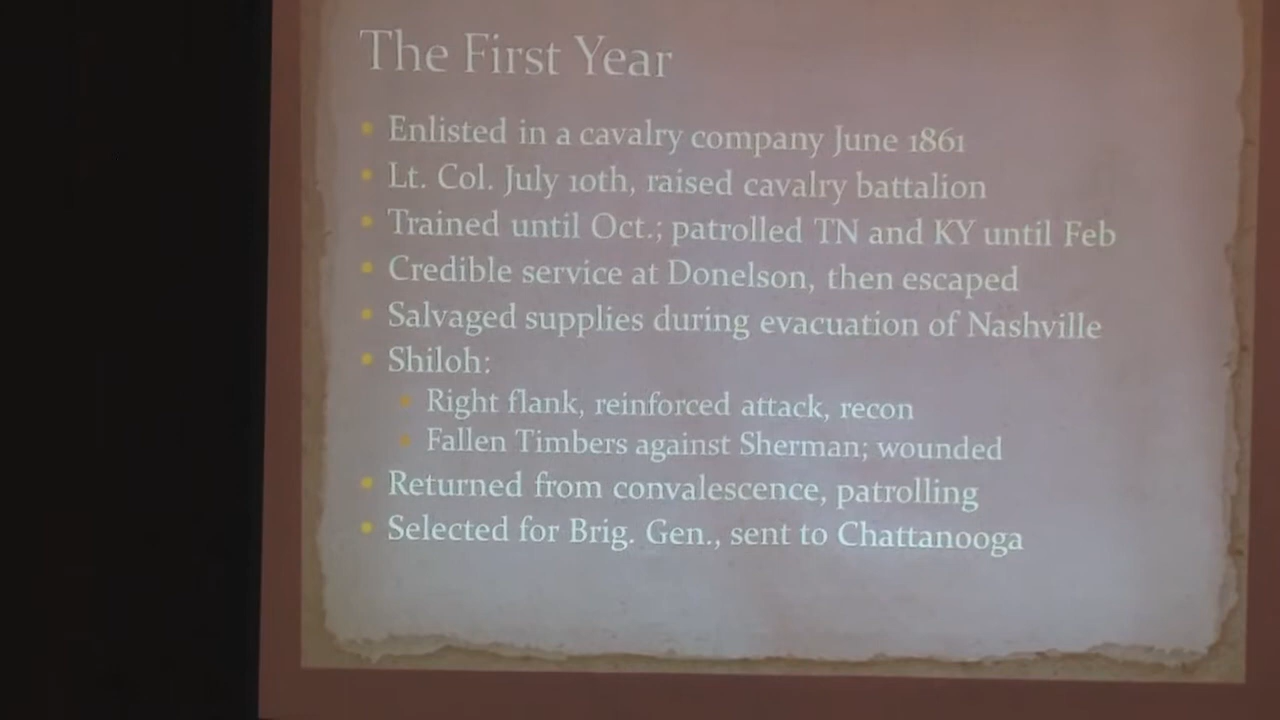 The First Year
• Enlisted in a cavalry company June 1861
• Lt. Col. July 10th, raised cavalry battalion
• Trained until Oct.; patrolled TN and KY until Feb
• Credible service at Donelson, then escaped
• Salvaged supplies during evacuation of Nashville
• Shiloh:
• Right flank, reinforced attack, recon
• Fallen Timbers against Sherman; wounded
• Returned from convalescence, patrolling
• Selected for Brig. Gen., sent to Chattanooga